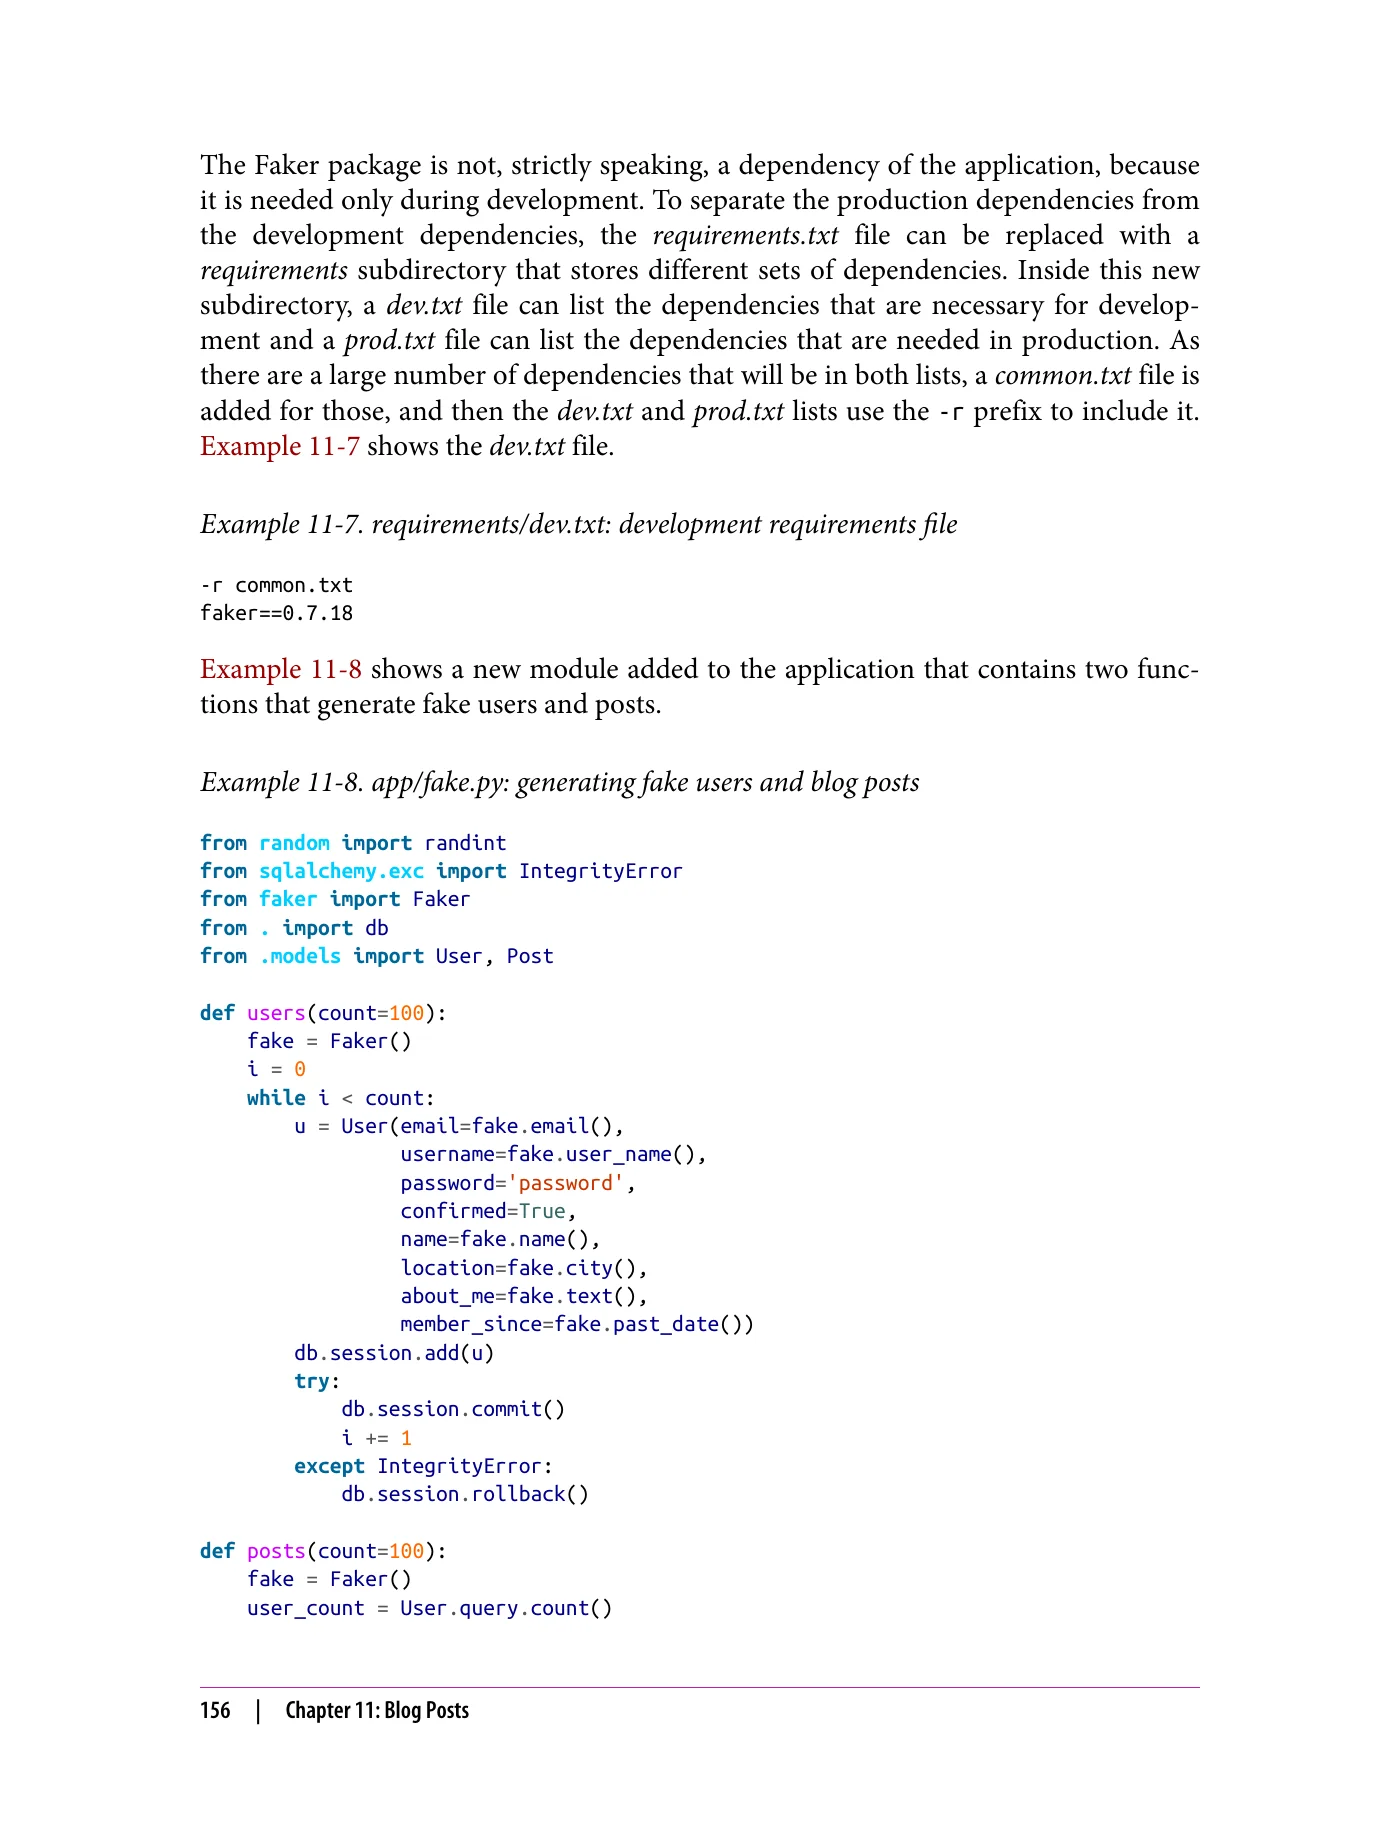 The Faker package is not, strictly speaking, a dependency of the application, because
it is needed only during development. To separate the production dependencies from
the development dependencies, the requirements.txt file can be replaced with a
requirements subdirectory that stores different sets of dependencies. Inside this new
subdirectory, a dev.txt file can list the dependencies that are necessary for develop-
ment and a prod.txt file can list the dependencies that are needed in production. As
there are a large number of dependencies that will be in both lists, a common.txt file is
added for those, and then the dev.txt and prod.txt lists use the -r prefix to include it.
Example 11-7 shows the dev.txt file.
Example 11-7. requirements/dev.txt: development requirements file
-r common.txt
faker==0.7.18
Example 11-8 shows a new module added to the application that contains two func-
tions that generate fake users and posts.
Example 11-8. app/fake.py: generating fake users and blog posts
from random import randint
from sqlalchemy.exc import IntegrityError
from faker import Faker
from . import db
from .models import User, Post
def users(count=100):
    fake = Faker()
    i = 0
    while i < count:
        u = User(email=fake.email(),
                 username=fake.user_name(),
                 password='password',
                 confirmed=True,
                 name=fake.name(),
                 location=fake.city(),
                 about_me=fake.text(),
                 member_since=fake.past_date())
        db.session.add(u)
        try:
            db.session.commit()
            i += 1
        except IntegrityError:
            db.session.rollback()
def posts(count=100):
    fake = Faker()
    user_count = User.query.count()
156 | Chapter 11: Blog Posts